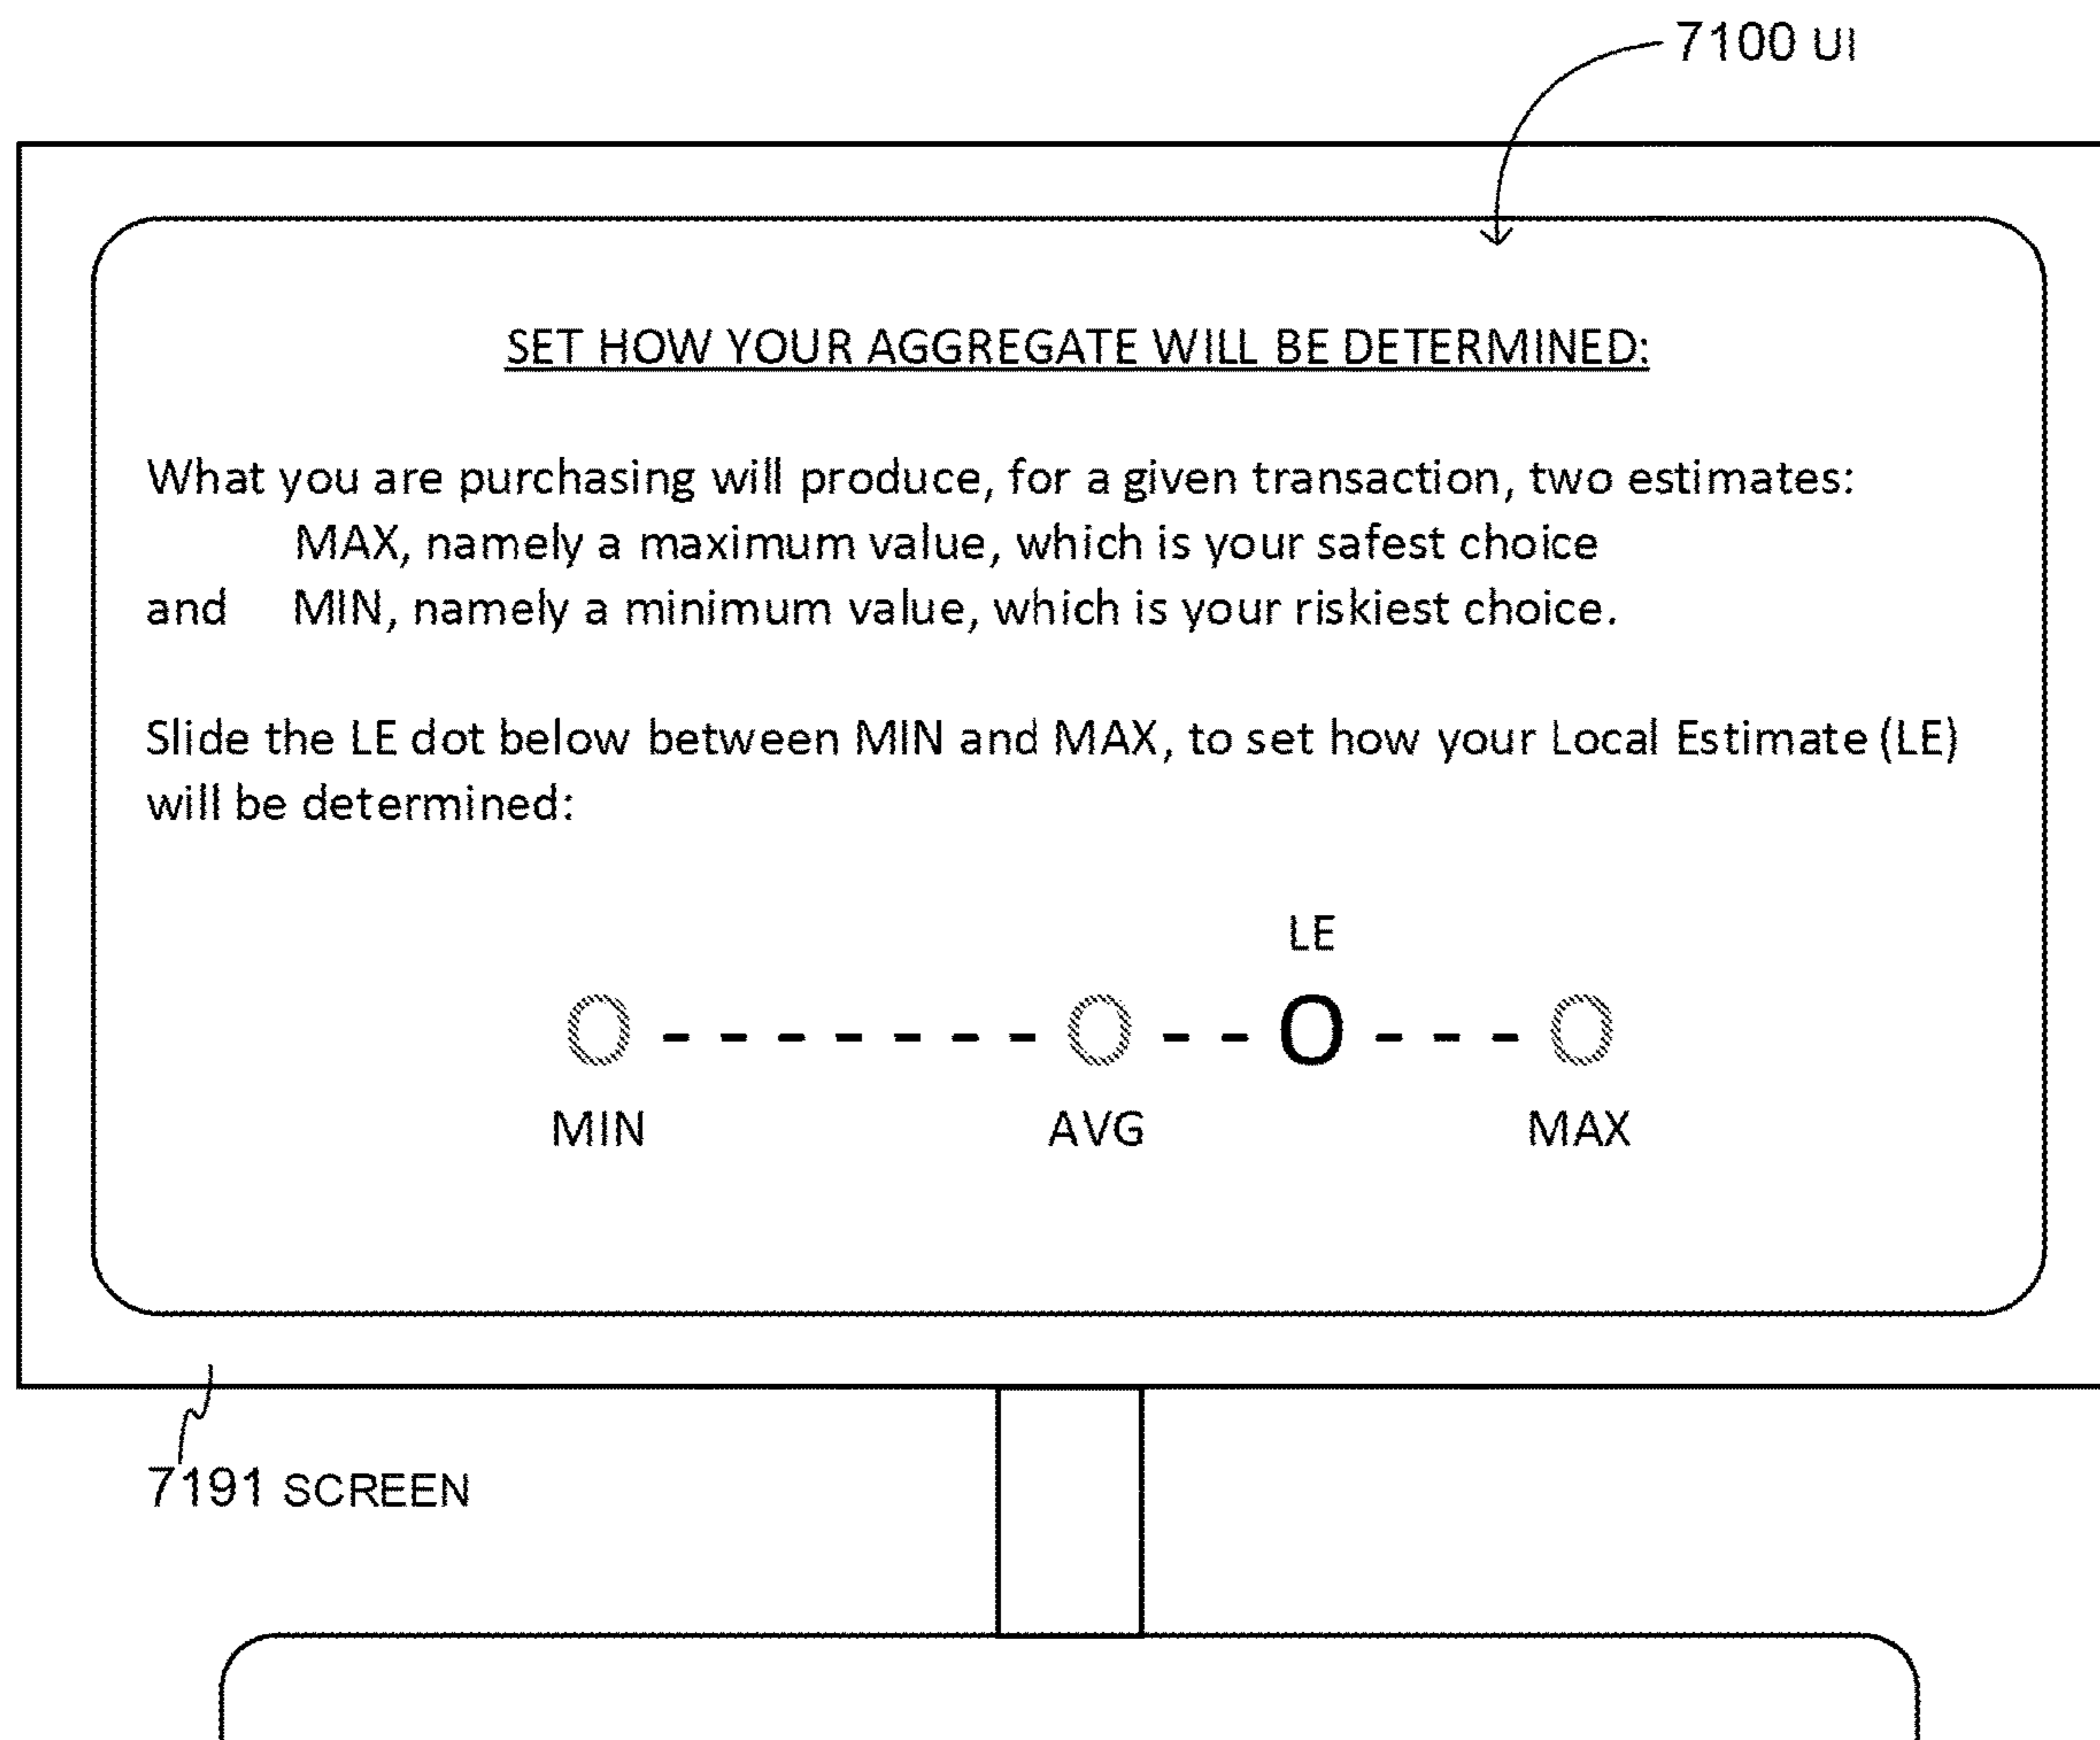 7100 UI
SET HOW YOUR AGGREGATE WILL BE DETERMINED:
What you are purchasing will produce, for a given transaction, two estimates:
MAX, namely a maximum value, which is your safest choice
and MIN, namely a minimum value, which is your riskiest choice.
Slide the LE dot below between MIN and MAX, to set how your Local Estimate (LE)
will be determined:
LE
MIN AVG MAX
7191 SCREEN